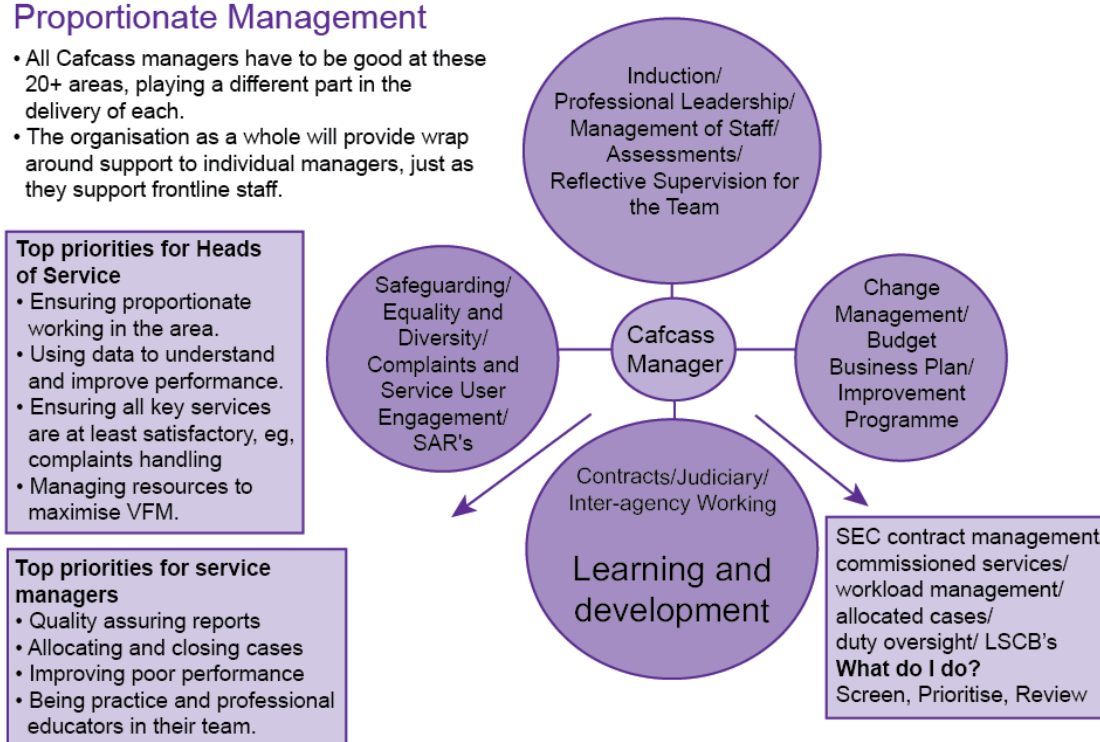 Proportionate Management
• All Cafcass managers have to be good at these
20+ areas, playing a different part in the
delivery of each.
• The organisation as a whole will provide wrap
around support to individual managers, just as
they support frontline staff.
Top priorities for Heads
of Service
• Ensuring proportionate
working in the area.
• Using data to understand
and improve performance.
• Ensuring all key services
are at least satisfactory, eg,
complaints handling
• Managing resources to
maximise VFM.
Top priorities for service
managers
• Quality assuring reports
• Allocating and closing cases
• Improving poor performance
• Being practice and professional
educators in their team.
Induction/
Professional Leadership/
Management of Staff/
Assessments/
Reflective Supervision for
the Team
Safeguarding/
Equality and
Diversity/
Complaints and
Service User
Engagement/
SAR's
Cafcass
Manager
Change
Management/
Budget
Business Plan/
Improvement
Programme
Contracts/Judiciary/
Inter-agency Working
Learning and
development
SEC contract management
commissioned services/
workload management/
allocated cases/
duty oversight/ LSCB's
What do I do?
Screen, Prioritise, Review